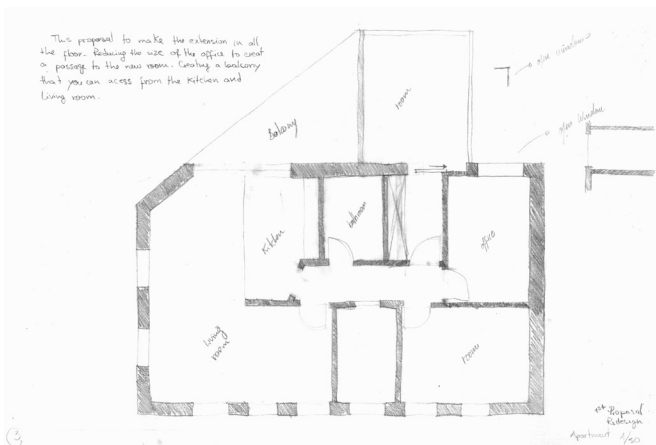 This proposal to make the extension in all
the floor. Reducing the size of the office to creat
a passage to the new room. Creating a balcony
that you can acess from the Kitchen and
Living room.
new window
new window
Balcony
room
Kitchen
bathroom
office
Living
room
room
1st Proposal
Redesign
Apartment 1/50
3